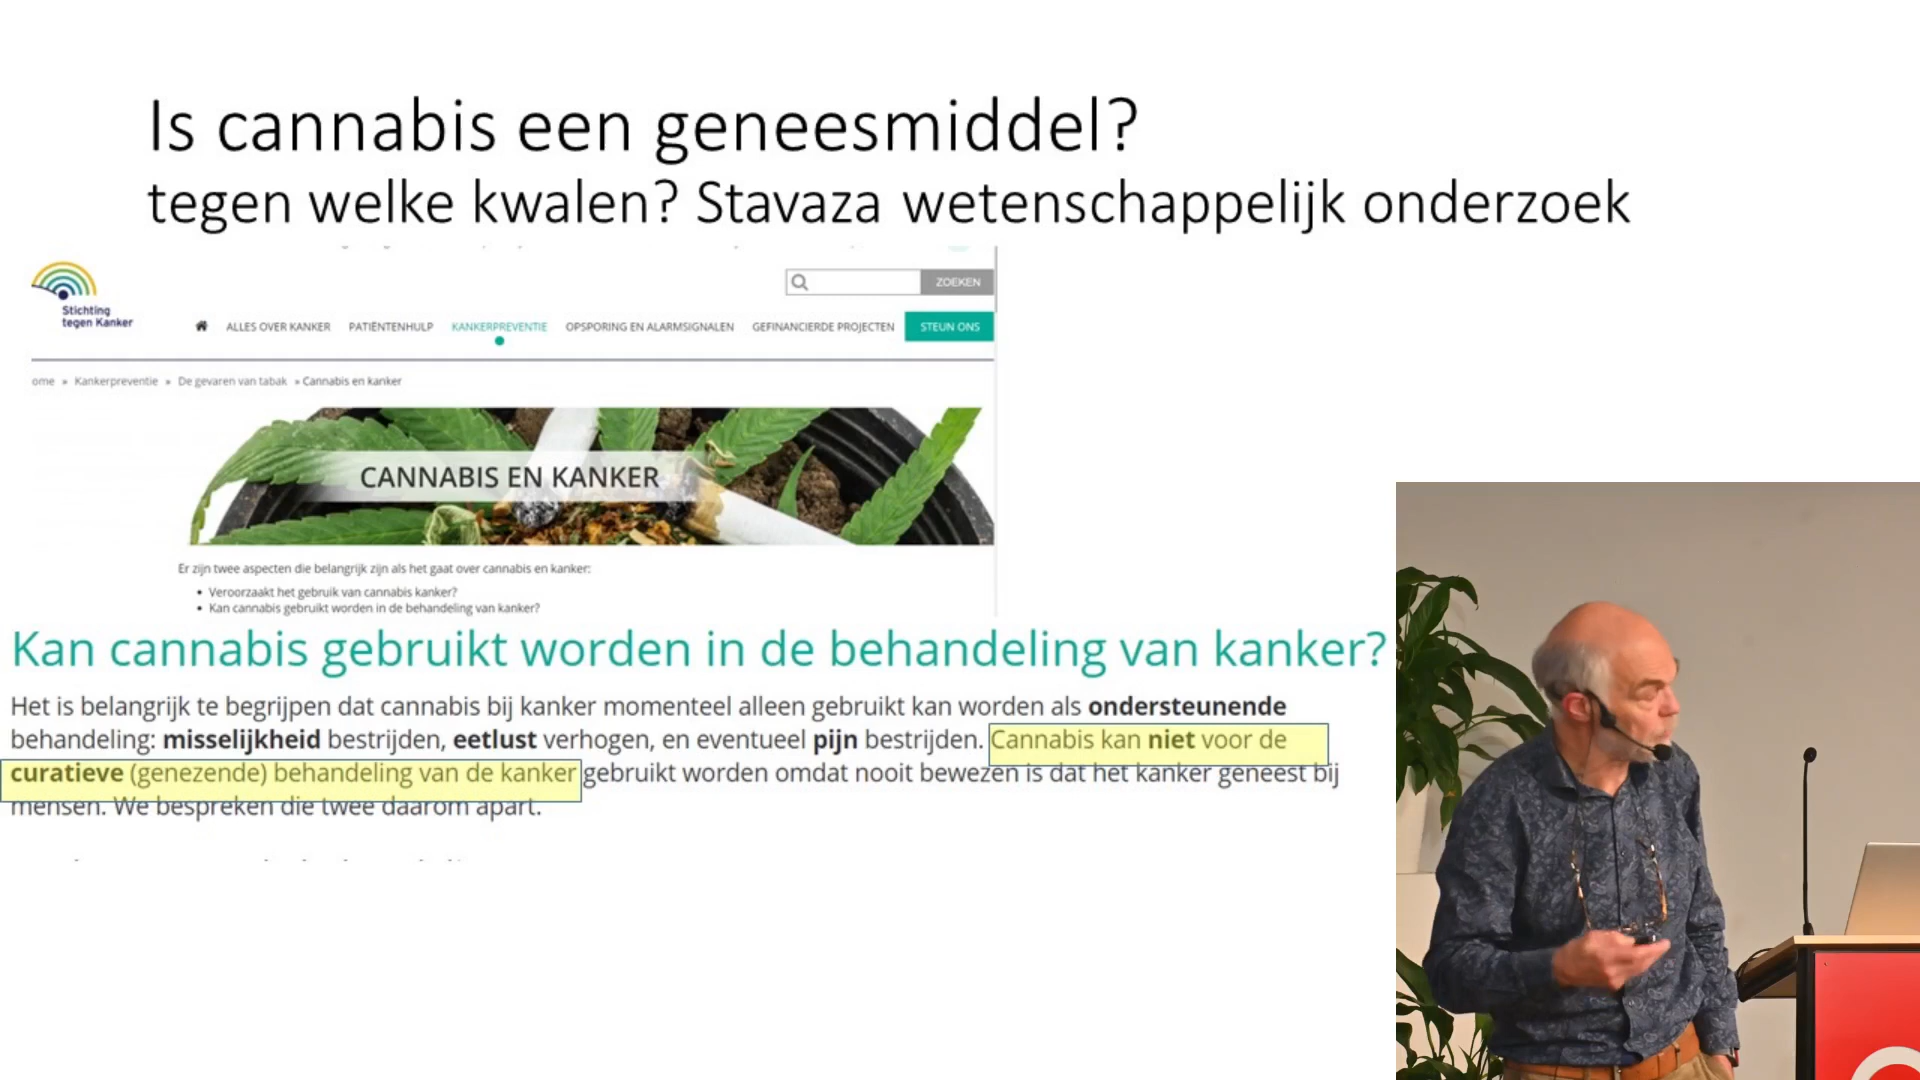 Is cannabis een geneesmiddel?
tegen welke kwalen? Stavaza wetenschappelijk onderzoek
Stichting
tegen Kanker
ZOEKEN
ALLES OVER KANKER PATIËNTENHULP KANKERPREVENTIE OPSPORING EN ALARMSIGNALEN GEFINANCIERDE PROJECTEN STEUN ONS
ome » Kankerpreventie » De gevaren van tabak » Cannabis en kanker
CANNABIS EN KANKER
Er zijn twee aspecten die belangrijk zijn als het gaat over cannabis en kanker:
• Veroorzaakt het gebruik van cannabis kanker?
• Kan cannabis gebruikt worden in de behandeling van kanker?
Kan cannabis gebruikt worden in de behandeling van kanker?
Het is belangrijk te begrijpen dat cannabis bij kanker momenteel alleen gebruikt kan worden als ondersteunende
behandeling: misselijkheid bestrijden, eetlust verhogen, en eventueel pijn bestrijden. Cannabis kan niet voor de
curatieve (genezende) behandeling van de kanker gebruikt worden omdat nooit bewezen is dat het kanker geneest bij
mensen. We bespreken die twee daarom apart.